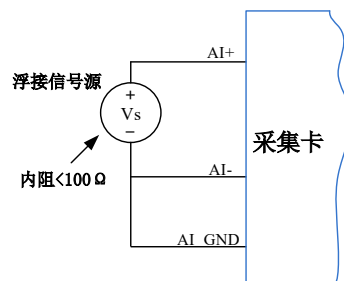 AI+
浮接信号源
+
Vs
−
采集卡
内阻<100Ω
AI-
AI_GND